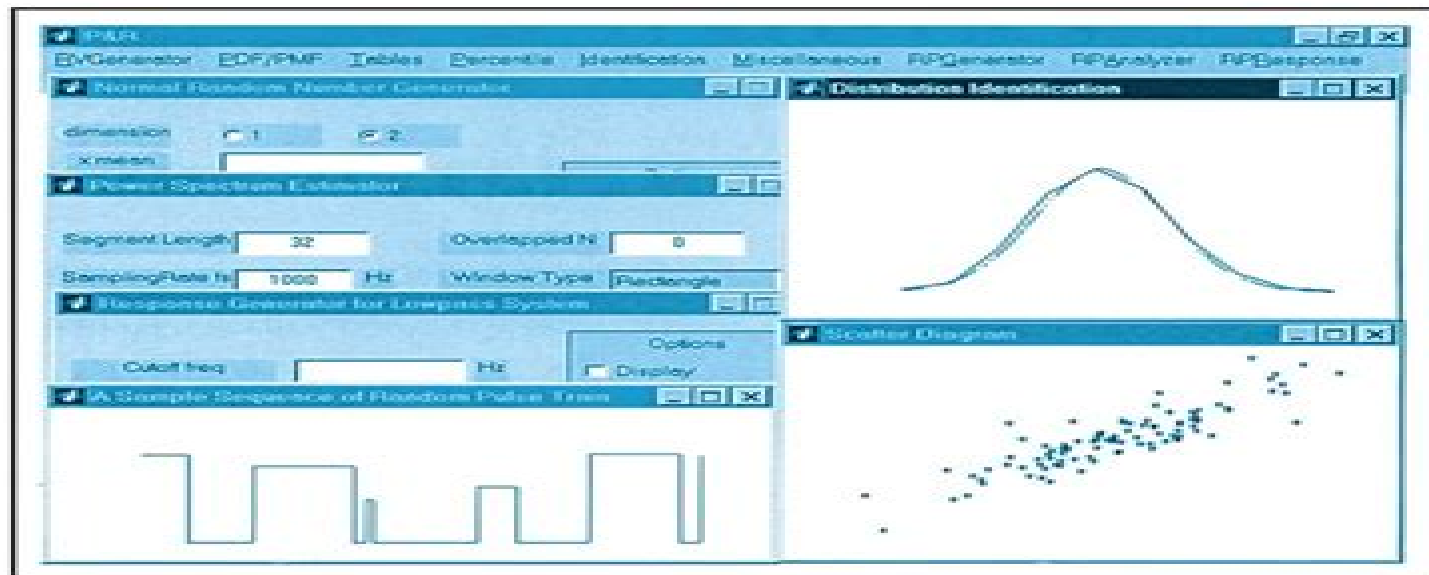 P&R
RVGenerator PDF/PMF Tables Percentile Identification Miscellaneous RPGenerator RPAnalyzer RPResponse
Normal Random Number Generator
dimension 1 2
x mean
Power Spectrum Estimator
Segment Length 32 Overlapped N 0
SamplingRate fs 1000 Hz Window Type Rectangle
Response Generator for Lowpass System
Options
Cutoff freq Hz Display
A Sample Sequence of Random Pulse Train
Distribution Identification
Scatter Diagram